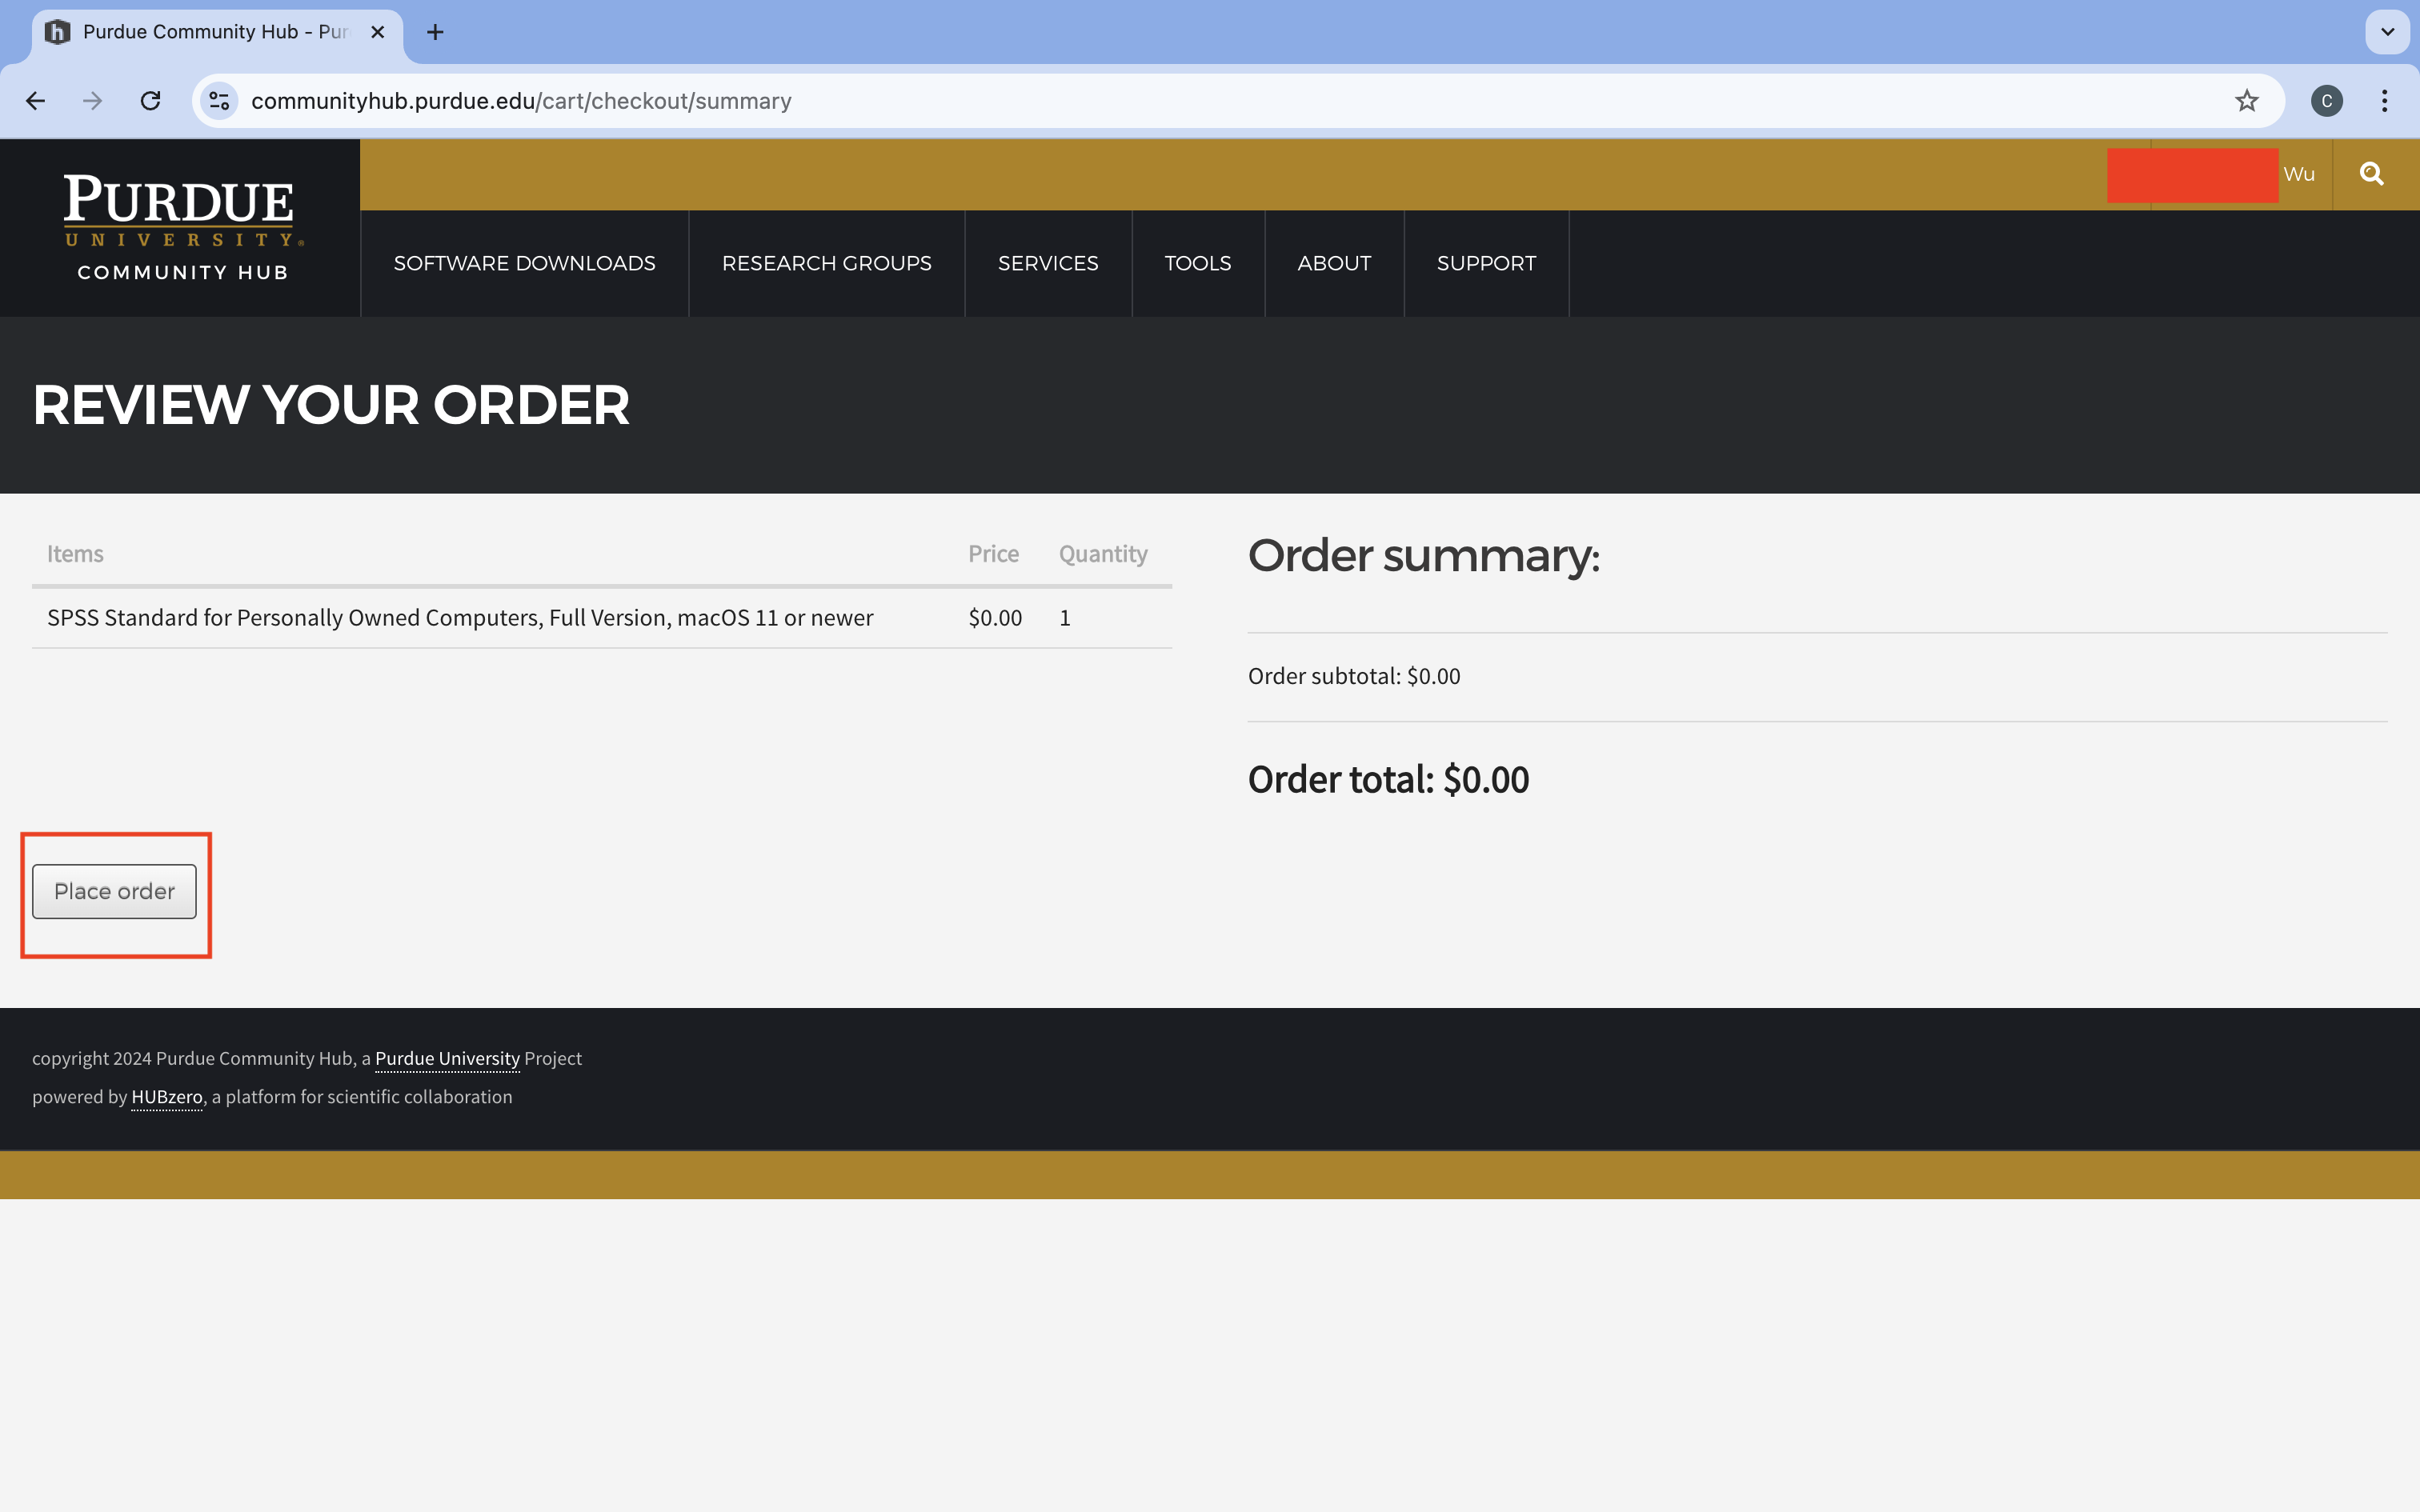 Purdue Community Hub - Pur
communityhub.purdue.edu/cart/checkout/summary
C
PURDUE
UNIVERSITY®
COMMUNITY HUB
Wu
SOFTWARE DOWNLOADS
RESEARCH GROUPS
SERVICES
TOOLS
ABOUT
SUPPORT
REVIEW YOUR ORDER
Items Price Quantity
SPSS Standard for Personally Owned Computers, Full Version, macOS 11 or newer $0.00 1
Order summary:
Order subtotal: $0.00
Order total: $0.00
Place order
copyright 2024 Purdue Community Hub, a Purdue University Project
powered by HUBzero, a platform for scientific collaboration